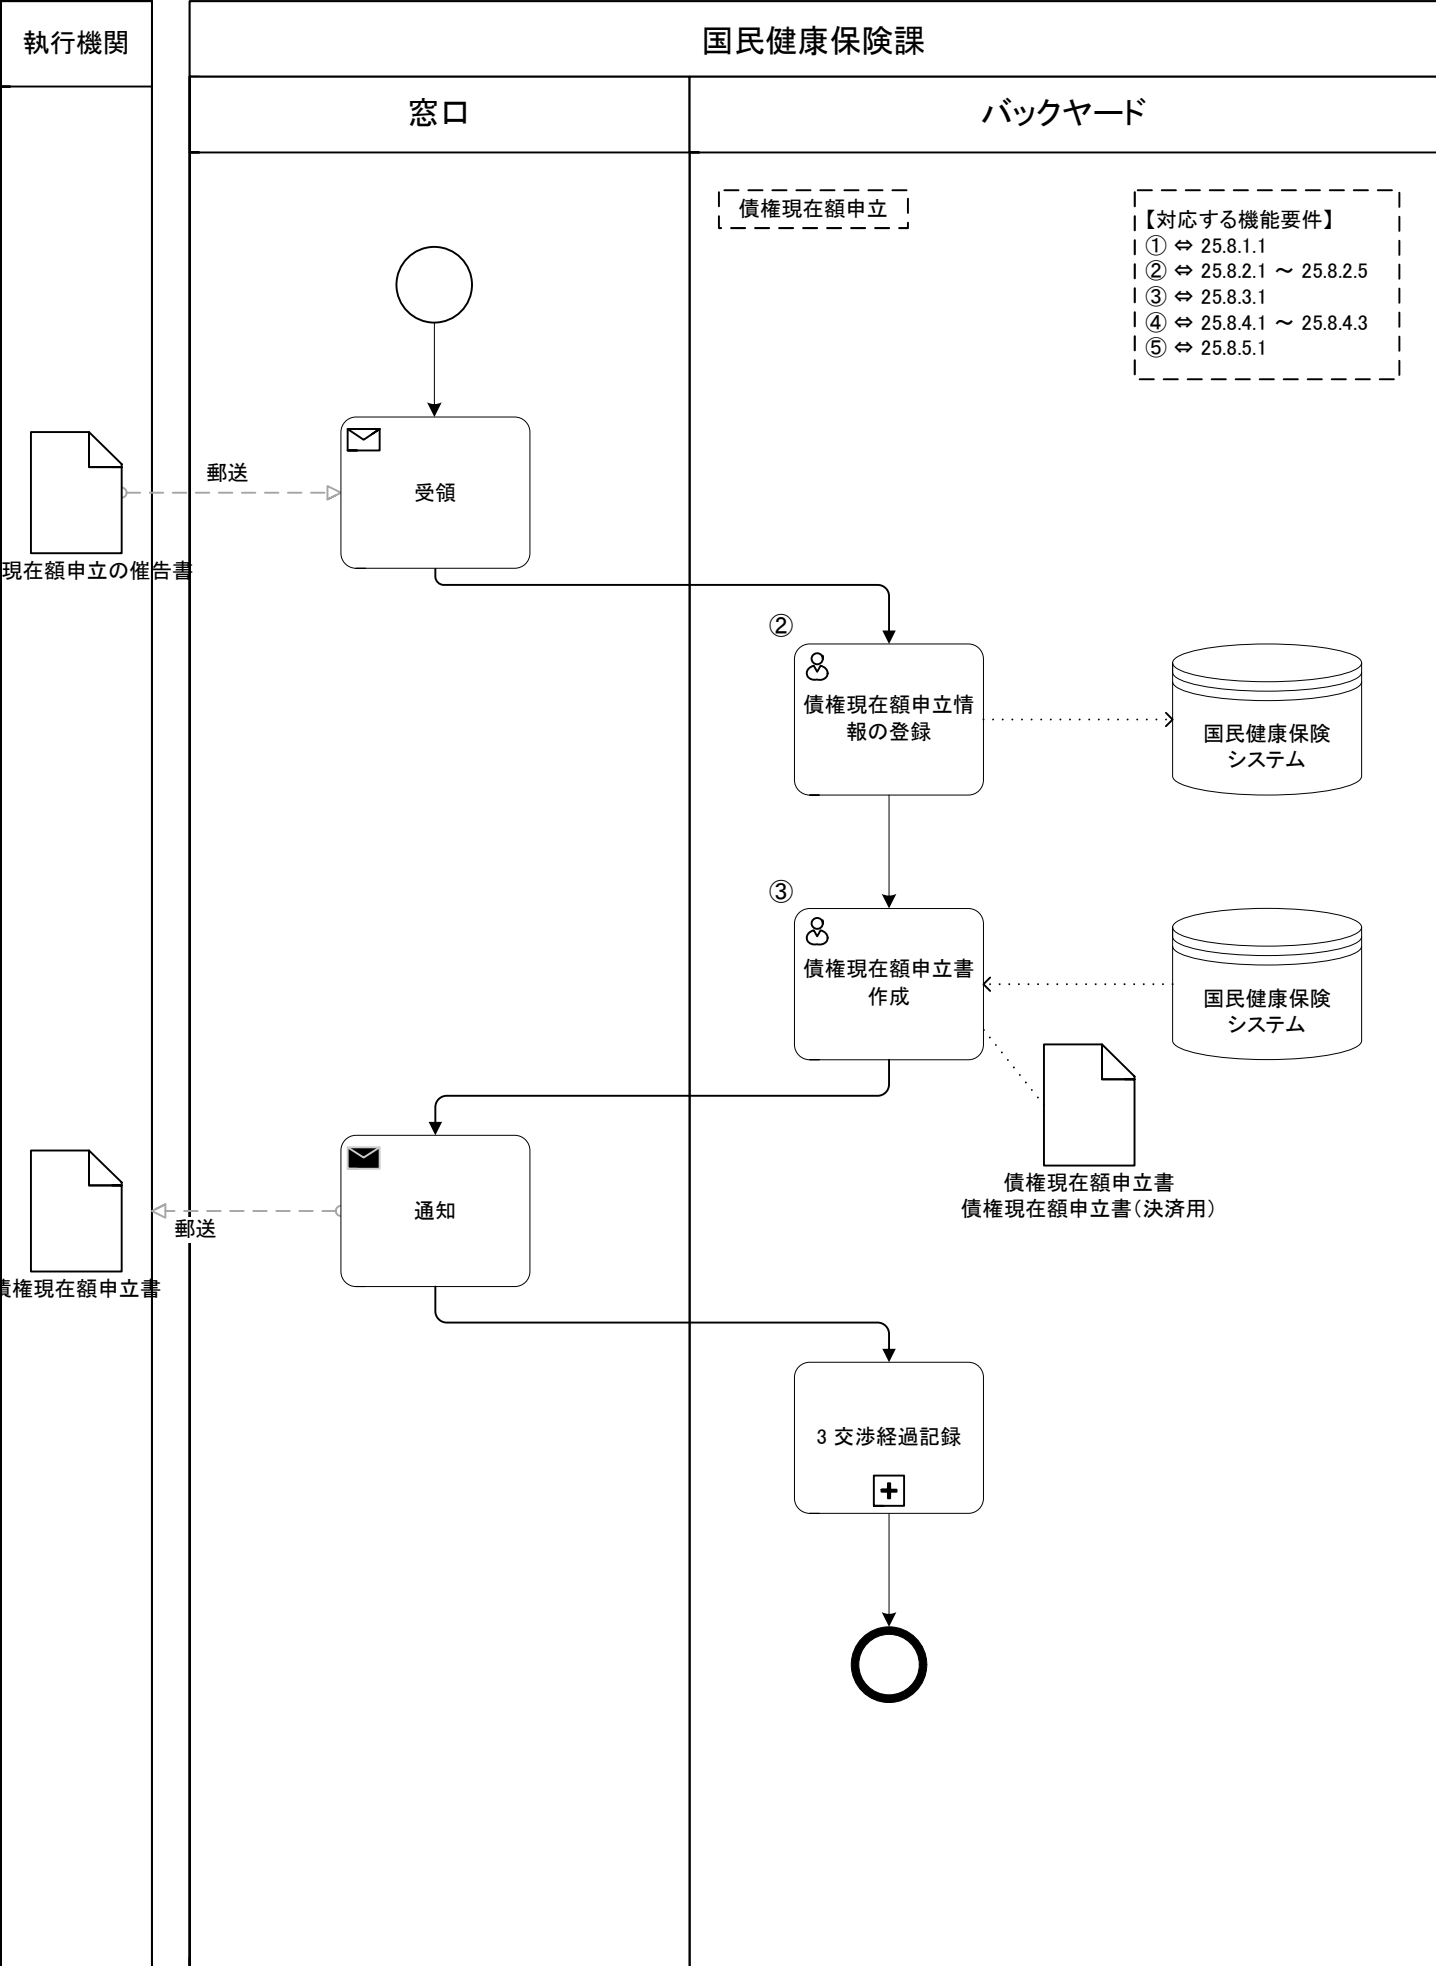 執行機関
国民健康保険課
窓口
バックヤード
債権現在額申立
【対応する機能要件】
① ⇔ 25.8.1.1
② ⇔ 25.8.2.1 ～ 25.8.2.5
③ ⇔ 25.8.3.1
④ ⇔ 25.8.4.1 ～ 25.8.4.3
⑤ ⇔ 25.8.5.1
郵送
受領
現在額申立の催告書
②
債権現在額申立情
報の登録
国民健康保険
システム
③
債権現在額申立書
作成
国民健康保険
システム
債権現在額申立書
債権現在額申立書（決済用）
通知
郵送
債権現在額申立書
3 交渉経過記録